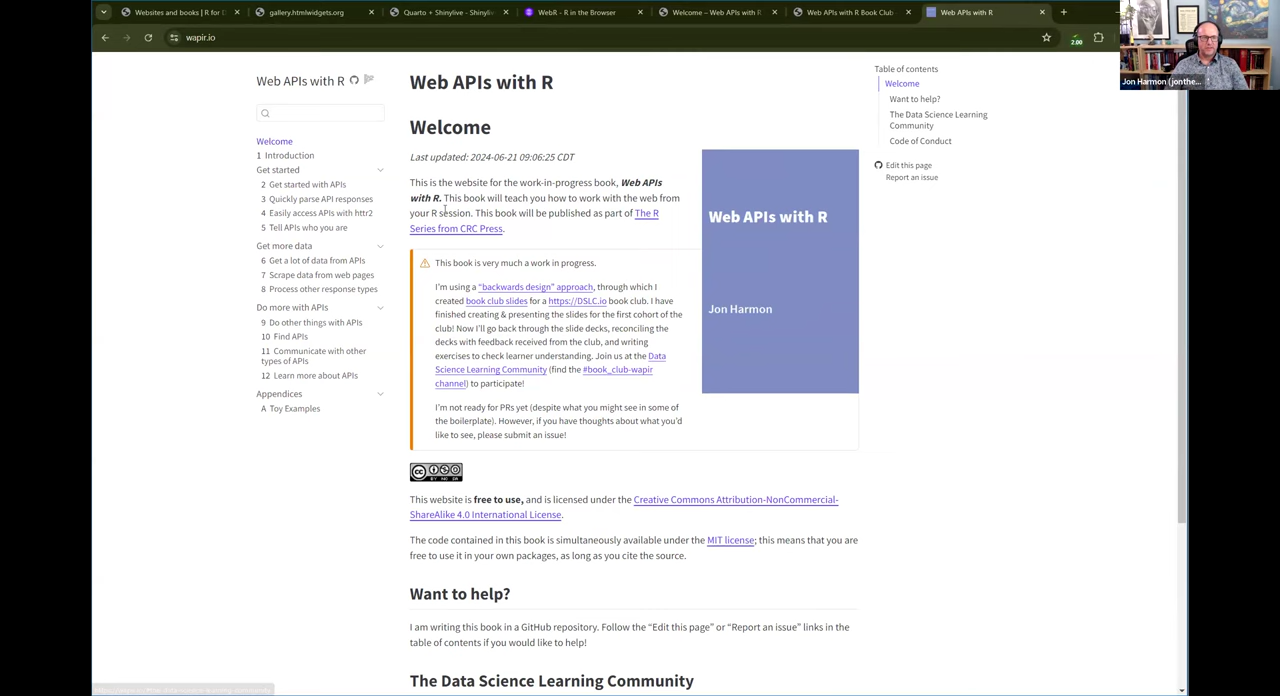 Websites and books | R for D
gallery.htmlwidgets.org
Quarto + Shinylive - Shinyliv
WebR - R in the Browser
Welcome – Web APIs with R
Web APIs with R Book Club
Web APIs with R
wapir.io
2.00
Jon Harmon (jonthe...
Web APIs with R
Welcome
1 Introduction
Get started
2 Get started with APIs
3 Quickly parse API responses
4 Easily access APIs with httr2
5 Tell APIs who you are
Get more data
6 Get a lot of data from APIs
7 Scrape data from web pages
8 Process other response types
Do more with APIs
9 Do other things with APIs
10 Find APIs
11 Communicate with other
types of APIs
12 Learn more about APIs
Appendices
A Toy Examples
Web APIs with R
Welcome
Last updated: 2024-06-21 09:06:25 CDT
This is the website for the work-in-progress book, Web APIs
with R. This book will teach you how to work with the web from
your R session. This book will be published as part of The R
Series from CRC Press.
Web APIs with R
Jon Harmon
This book is very much a work in progress.
I'm using a “backwards design” approach, through which I
created book club slides for a https://DSLC.io book club. I have
finished creating & presenting the slides for the first cohort of the
club! Now I'll go back through the slide decks, reconciling the
decks with feedback received from the club, and writing
exercises to check learner understanding. Join us at the Data
Science Learning Community (find the #book_club-wapir
channel) to participate!
I'm not ready for PRs yet (despite what you might see in some of
the boilerplate). However, if you have thoughts about what you'd
like to see, please submit an issue!
This website is free to use, and is licensed under the Creative Commons Attribution-NonCommercial-
ShareAlike 4.0 International License.
The code contained in this book is simultaneously available under the MIT license; this means that you are
free to use it in your own packages, as long as you cite the source.
Want to help?
I am writing this book in a GitHub repository. Follow the “Edit this page” or “Report an issue” links in the
table of contents if you would like to help!
The Data Science Learning Community
Table of contents
Welcome
Want to help?
The Data Science Learning
Community
Code of Conduct
Edit this page
Report an issue